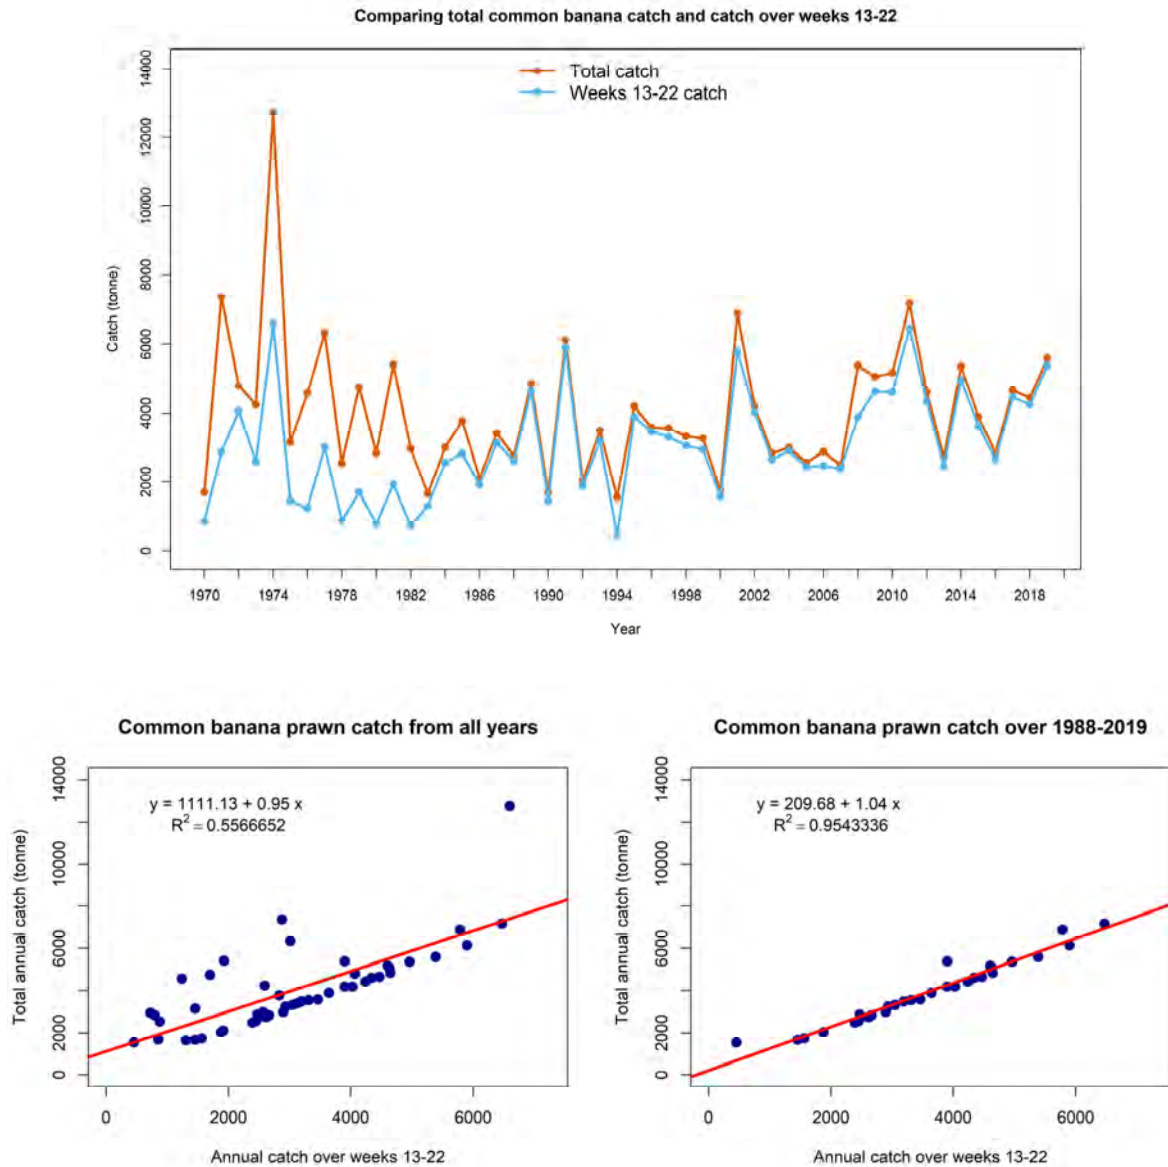 Comparing total common banana catch and catch over weeks 13-22
Total catch
Weeks 13-22 catch
Catch (tonne)
14000
12000
10000
8000
6000
4000
2000
0
1970 1974 1978 1982 1986 1990 1994 1998 2002 2006 2010 2014 2018
Year
Common banana prawn catch from all years
y = 1111.13 + 0.95 x
R² = 0.5566652
Total annual catch (tonne)
14000
10000
6000
4000
2000
0
0 2000 4000 6000
Annual catch over weeks 13-22
Common banana prawn catch over 1988-2019
y = 209.68 + 1.04 x
R² = 0.9543336
Total annual catch (tonne)
14000
10000
6000
4000
2000
0
0 2000 4000 6000
Annual catch over weeks 13-22